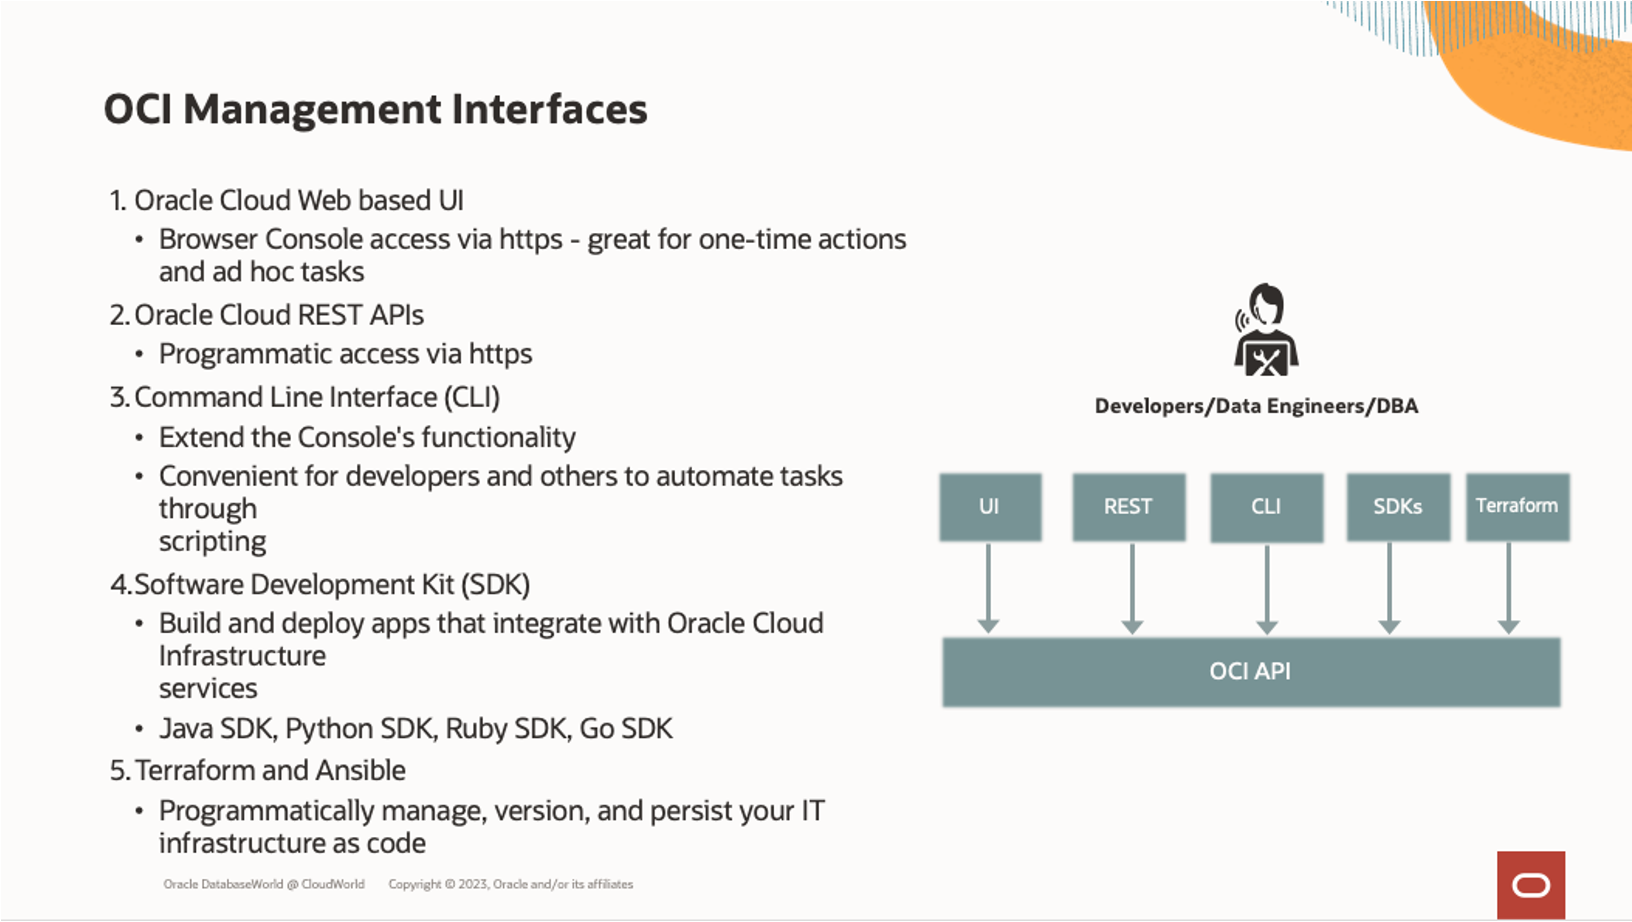 OCI Management Interfaces
1. Oracle Cloud Web based UI
• Browser Console access via https - great for one-time actions
and ad hoc tasks
2. Oracle Cloud REST APIs
• Programmatic access via https
3. Command Line Interface (CLI)
• Extend the Console's functionality
• Convenient for developers and others to automate tasks
through
scripting
4. Software Development Kit (SDK)
• Build and deploy apps that integrate with Oracle Cloud
Infrastructure
services
• Java SDK, Python SDK, Ruby SDK, Go SDK
5. Terraform and Ansible
• Programmatically manage, version, and persist your IT
infrastructure as code
Developers/Data Engineers/DBA
UI REST CLI SDKs Terraform
OCI API
Oracle DatabaseWorld @ CloudWorld Copyright © 2023, Oracle and/or its affiliates